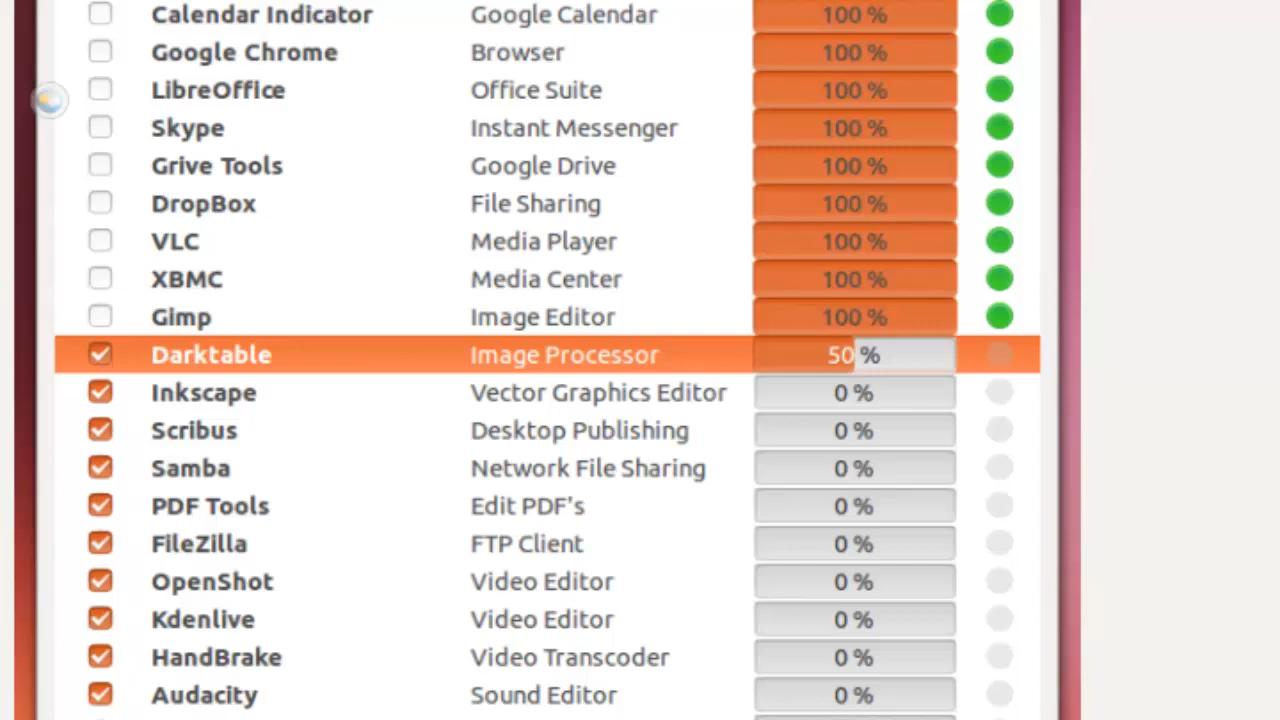 Calendar Indicator Google Calendar 100 %
Google Chrome Browser 100 %
LibreOffice Office Suite 100 %
Skype Instant Messenger 100 %
Grive Tools Google Drive 100 %
DropBox File Sharing 100 %
VLC Media Player 100 %
XBMC Media Center 100 %
Gimp Image Editor 100 %
Darktable Image Processor 50 %
Inkscape Vector Graphics Editor 0 %
Scribus Desktop Publishing 0 %
Samba Network File Sharing 0 %
PDF Tools Edit PDF's 0 %
FileZilla FTP Client 0 %
OpenShot Video Editor 0 %
Kdenlive Video Editor 0 %
HandBrake Video Transcoder 0 %
Audacity Sound Editor 0 %